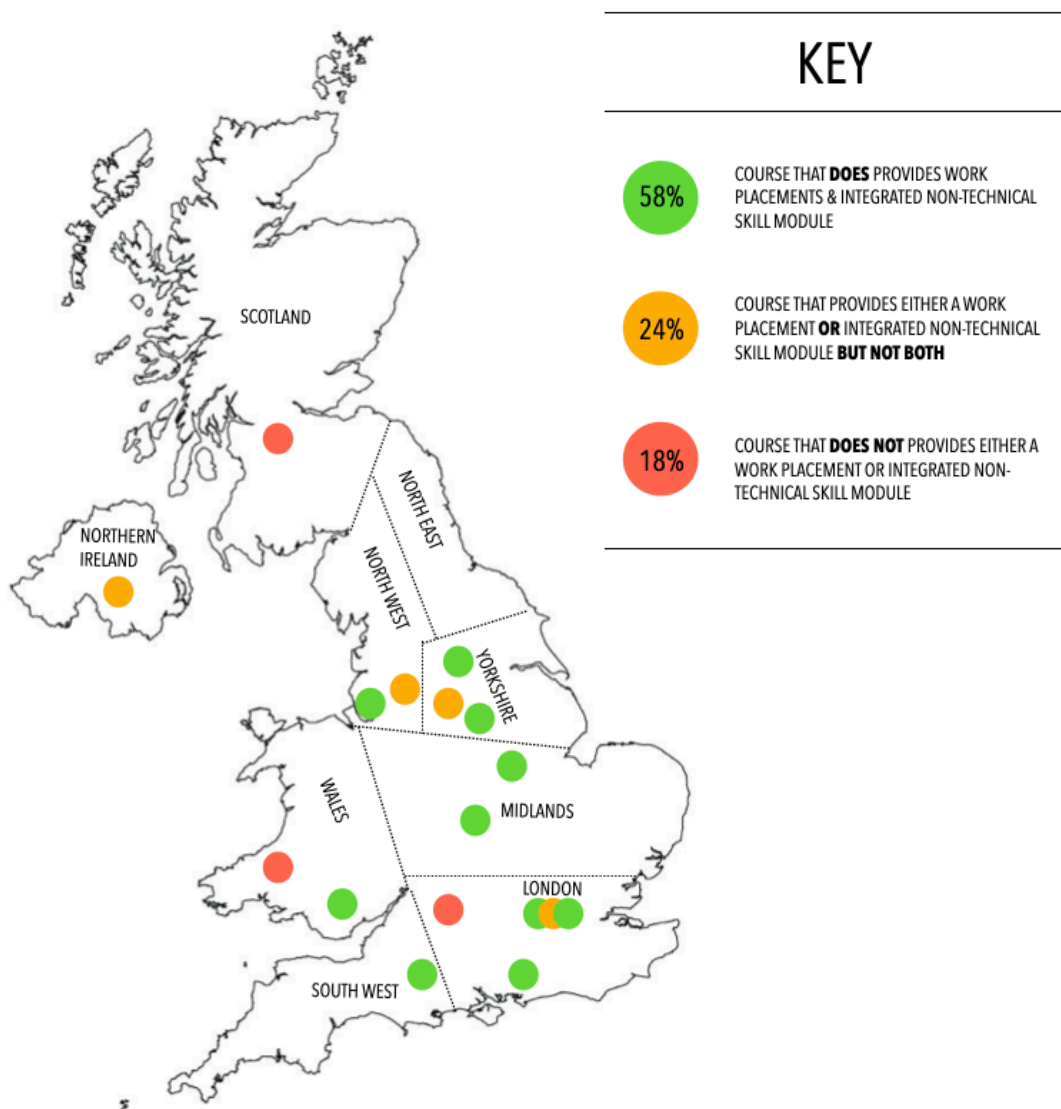 KEY
58%
COURSE THAT DOES PROVIDES WORK
PLACEMENTS & INTEGRATED NON-TECHNICAL
SKILL MODULE
24%
COURSE THAT PROVIDES EITHER A WORK
PLACEMENT OR INTEGRATED NON-TECHNICAL
SKILL MODULE BUT NOT BOTH
18%
COURSE THAT DOES NOT PROVIDES EITHER A
WORK PLACEMENT OR INTEGRATED NON-
TECHNICAL SKILL MODULE
SCOTLAND
NORTHERN
IRELAND
NORTH EAST
NORTH WEST
YORKSHIRE
WALES
MIDLANDS
LONDON
SOUTH WEST